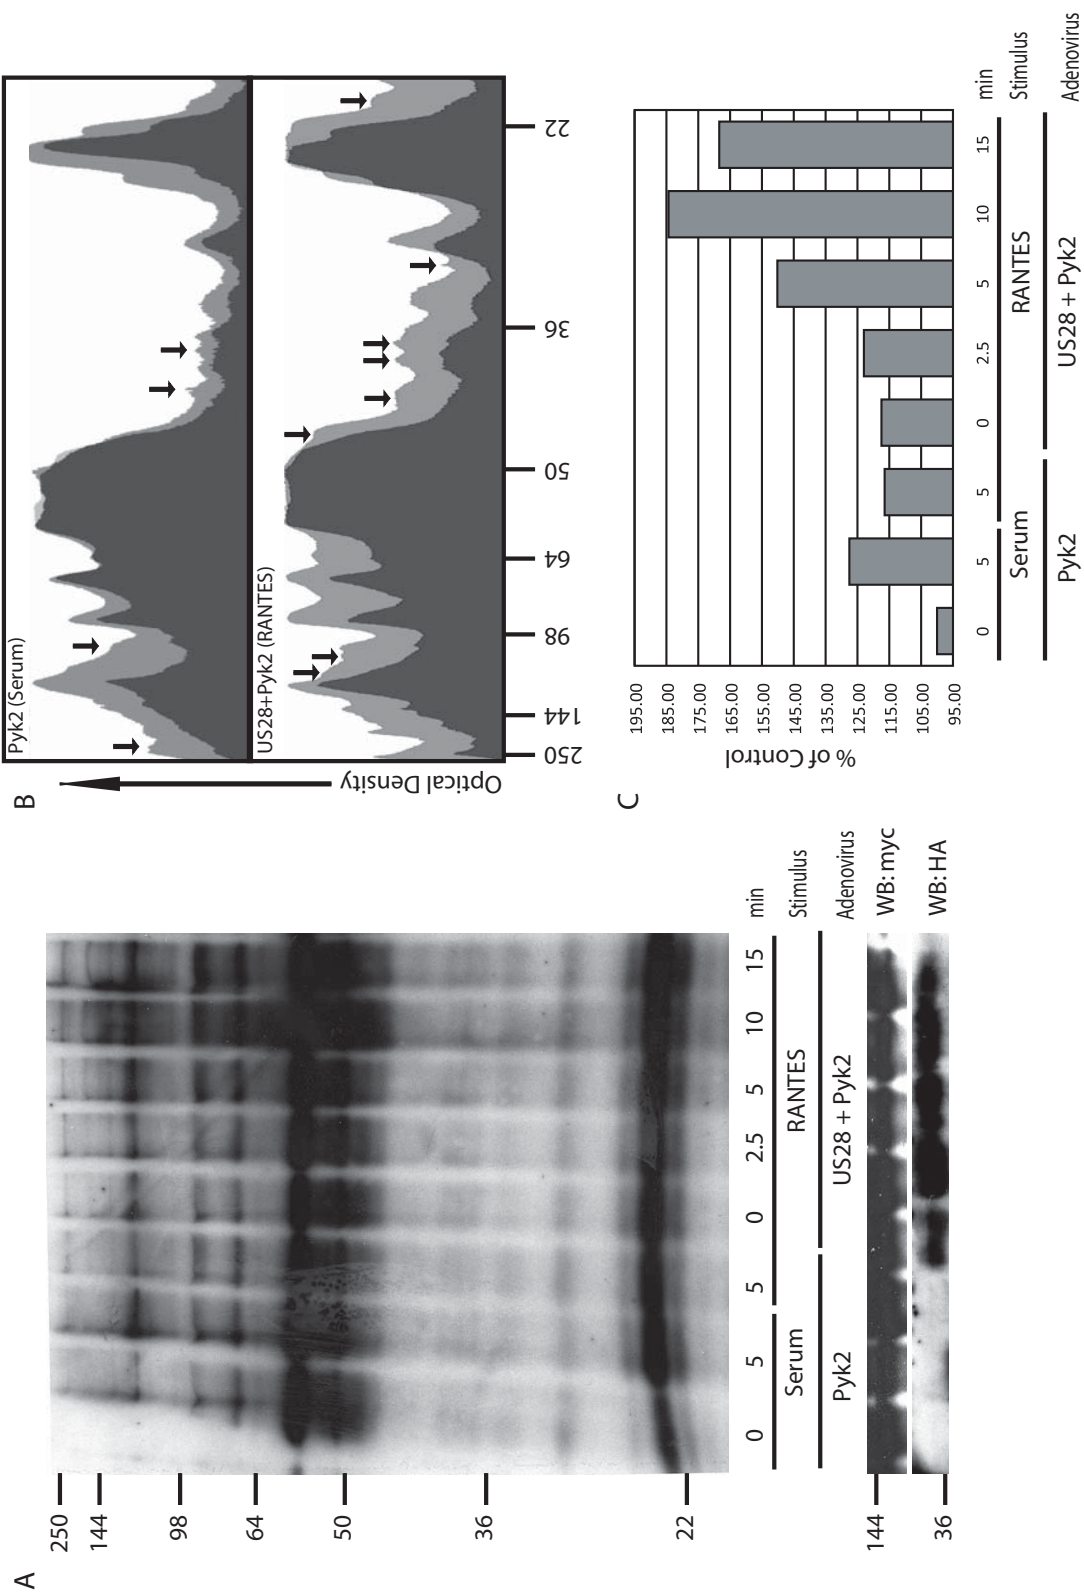 A
250
144
98
64
50
36
22
0 5 5 0 2.5 5 10 15 min
Serum RANTES Stimulus
Pyk2 US28 + Pyk2 Adenovirus
144 WB: myc
36 WB: HA
B
Optical Density
Pyk2 (Serum)
US28+Pyk2 (RANTES)
250 144 98 64 50 36 22
C
% of Control
195.00
185.00
175.00
165.00
155.00
145.00
135.00
125.00
115.00
105.00
95.00
0 5 5 0 2.5 5 10 15 min
Serum RANTES Stimulus
Pyk2 US28 + Pyk2 Adenovirus